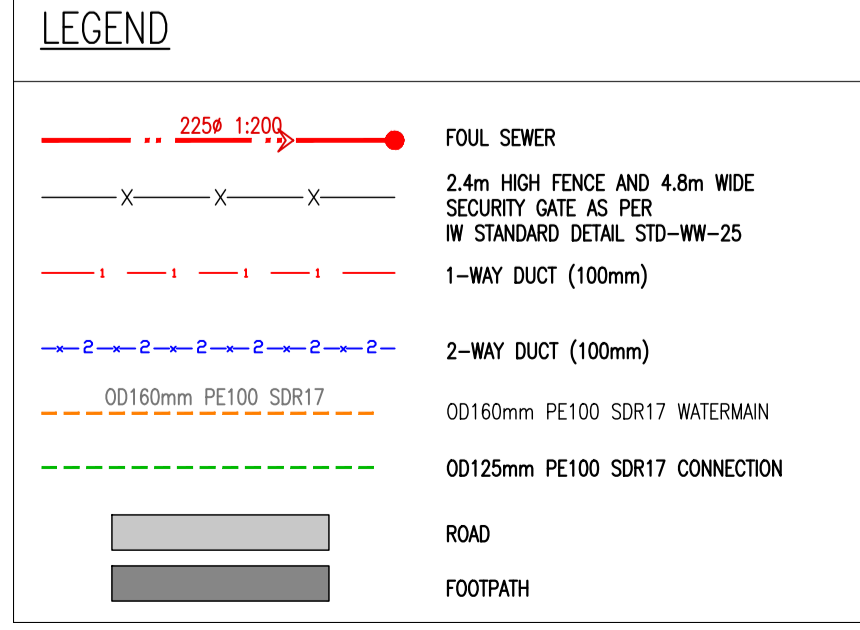 LEGEND
225ø 1:200
FOUL SEWER
X X X
2.4m HIGH FENCE AND 4.8m WIDE
SECURITY GATE AS PER
IW STANDARD DETAIL STD-WW-25
1 1 1 1
1-WAY DUCT (100mm)
x 2 x 2 x 2 x 2 x 2 x 2
2-WAY DUCT (100mm)
OD160mm PE100 SDR17
OD160mm PE100 SDR17 WATERMAIN
OD125mm PE100 SDR17 CONNECTION
ROAD
FOOTPATH